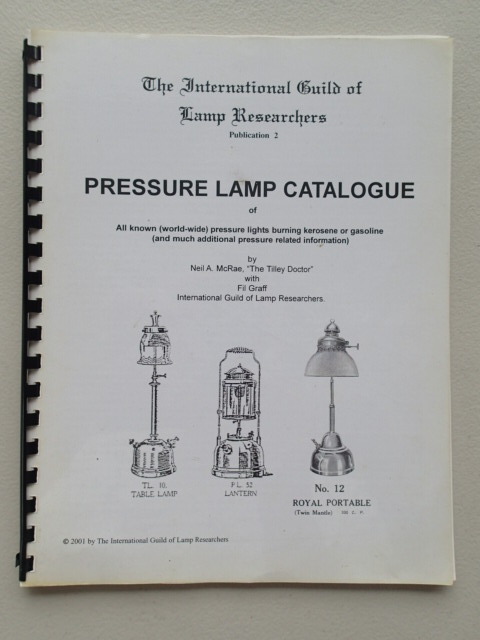 The International Guild of
Lamp Researchers
Publication 2
PRESSURE LAMP CATALOGUE
of
All known (world-wide) pressure lights burning kerosene or gasoline
(and much additional pressure related information)
by
Neil A. McRae, "The Tilley Doctor"
with
Fil Graff
International Guild of Lamp Researchers.
TL. 10.
TABLE LAMP
PL. 52
LANTERN
No. 12
ROYAL PORTABLE
(Twin Mantle)
© 2001 by The International Guild of Lamp Researchers